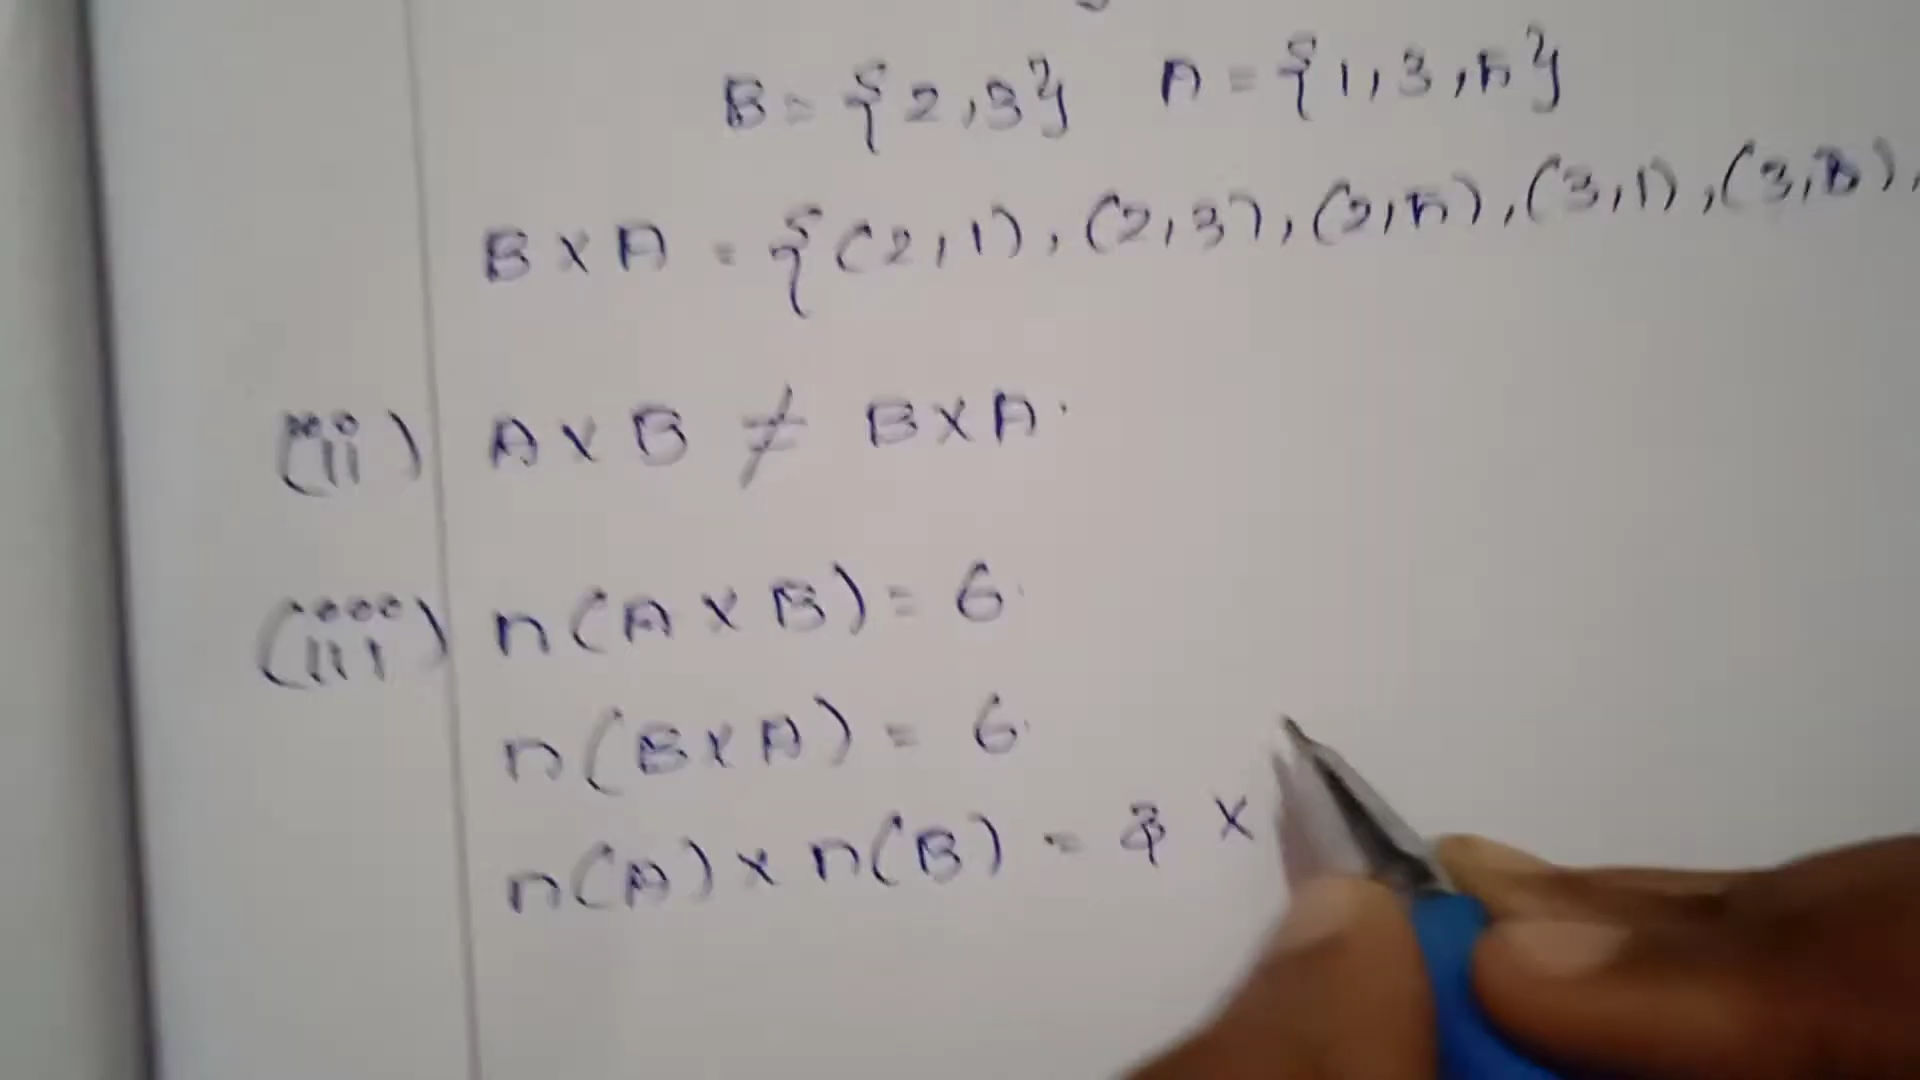 B = {2,3} A = {1,3,5}
B x A = {(2,1), (2,3), (2,5), (3,1), (3,3),
(ii) A x B ≠ B x A.
(iii) n(A x B) = 6.
n(B x A) = 6.
n(A) x n(B) = 3 x